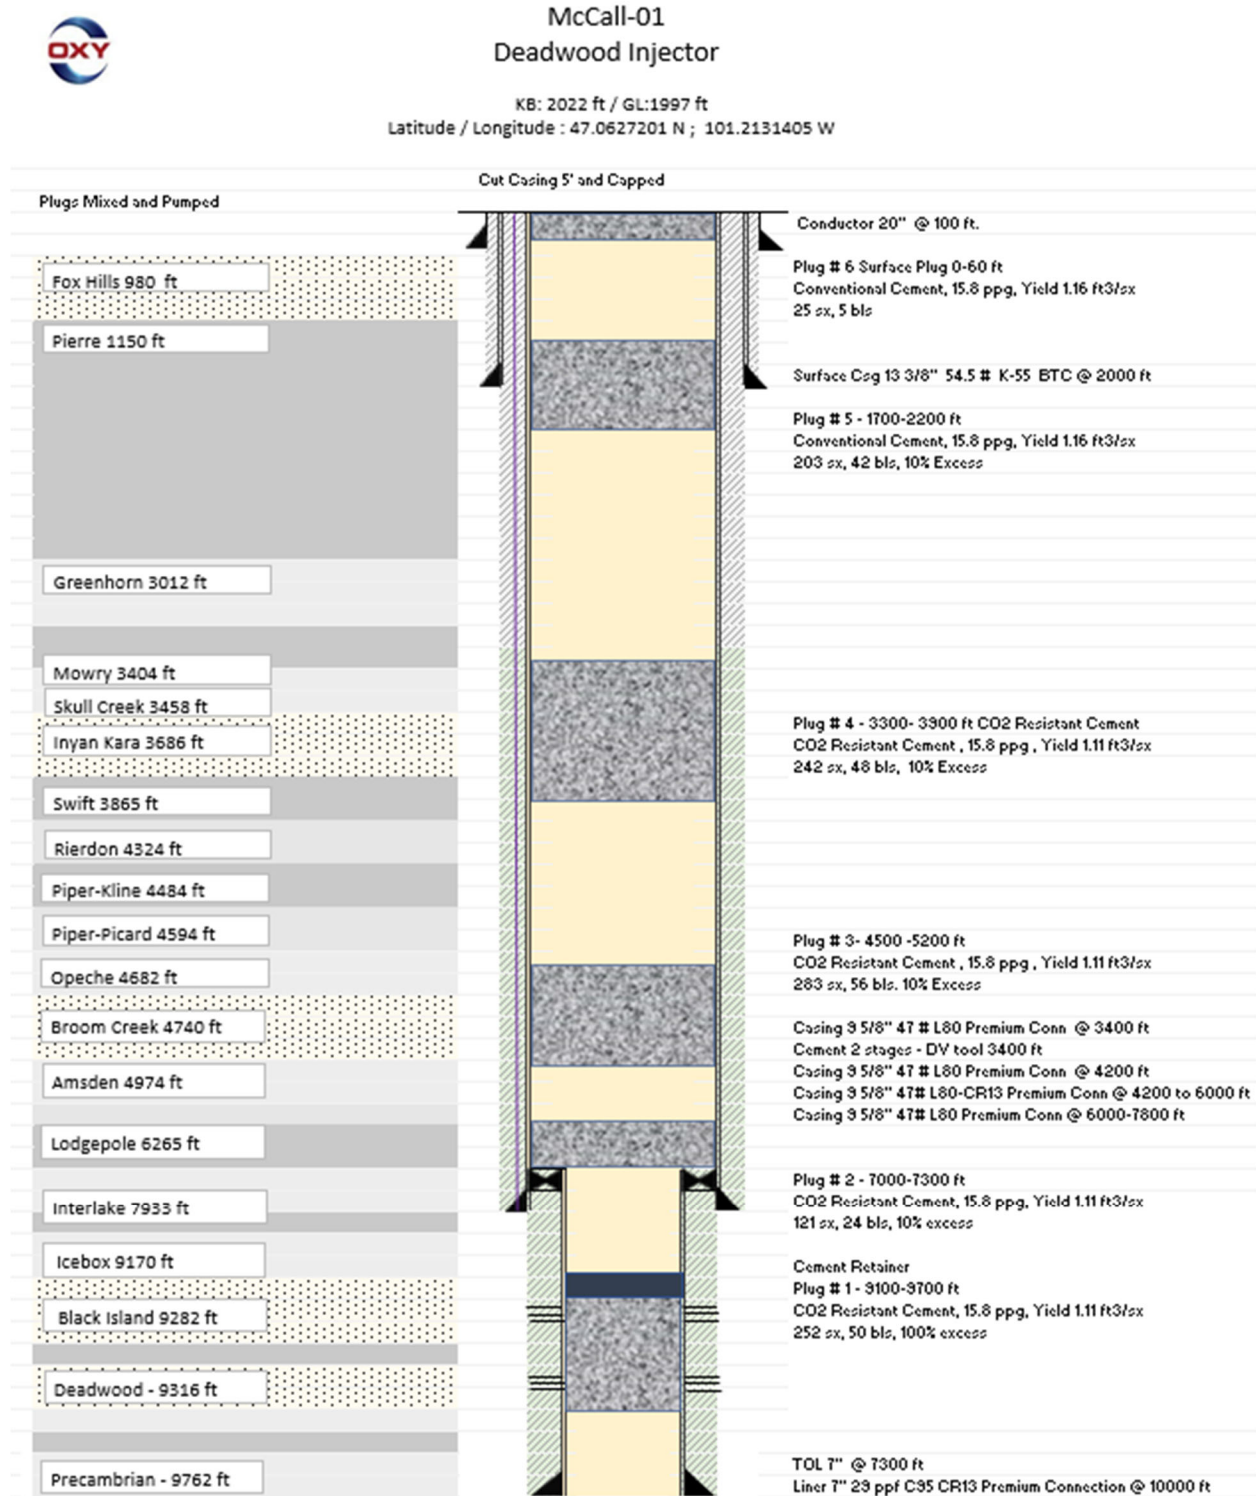 OXY
McCall-01
Deadwood Injector
KB: 2022 ft / GL:1997 ft
Latitude / Longitude : 47.0627201 N ; 101.2131405 W
Cut Casing 5' and Capped
Plugs Mixed and Pumped
Fox Hills 980 ft
Pierre 1150 ft
Greenhorn 3012 ft
Mowry 3404 ft
Skull Creek 3458 ft
Inyan Kara 3686 ft
Swift 3865 ft
Rierdon 4324 ft
Piper-Kline 4484 ft
Piper-Picard 4594 ft
Opeche 4682 ft
Broom Creek 4740 ft
Amsden 4974 ft
Lodgepole 6265 ft
Interlake 7933 ft
Icebox 9170 ft
Black Island 9282 ft
Deadwood - 9316 ft
Precambrian - 9762 ft
Conductor 20" @ 100 ft.
Plug # 6 Surface Plug 0-60 ft
Conventional Cement, 15.8 ppg, Yield 1.16 ft3/sx
25 sx, 5 bls
Surface Csg 13 3/8" 54.5 # K-55 BTC @ 2000 ft
Plug # 5 - 1700-2200 ft
Conventional Cement, 15.8 ppg, Yield 1.16 ft3/sx
203 sx, 42 bls, 10% Excess
Plug # 4 - 3300- 3900 ft CO2 Resistant Cement
CO2 Resistant Cement , 15.8 ppg , Yield 1.11 ft3/sx
242 sx, 48 bls, 10% Excess
Plug # 3- 4500 -5200 ft
CO2 Resistant Cement , 15.8 ppg , Yield 1.11 ft3/sx
283 sx, 56 bls. 10% Excess
Casing 9 5/8" 47 # L80 Premium Conn @ 3400 ft
Cement 2 stages - DV tool 3400 ft
Casing 9 5/8" 47 # L80 Premium Conn @ 4200 ft
Casing 9 5/8" 47# L80-CR13 Premium Conn @ 4200 to 6000 ft
Casing 9 5/8" 47# L80 Premium Conn @ 6000-7800 ft
Plug # 2 - 7000-7300 ft
CO2 Resistant Cement, 15.8 ppg, Yield 1.11 ft3/sx
121 sx, 24 bls, 10% excess
Cement Retainer
Plug # 1 - 9100-9700 ft
CO2 Resistant Cement, 15.8 ppg, Yield 1.11 ft3/sx
252 sx, 50 bls, 100% excess
TOL 7" @ 7300 ft
Liner 7" 29 ppf C95 CR13 Premium Connection @ 10000 ft